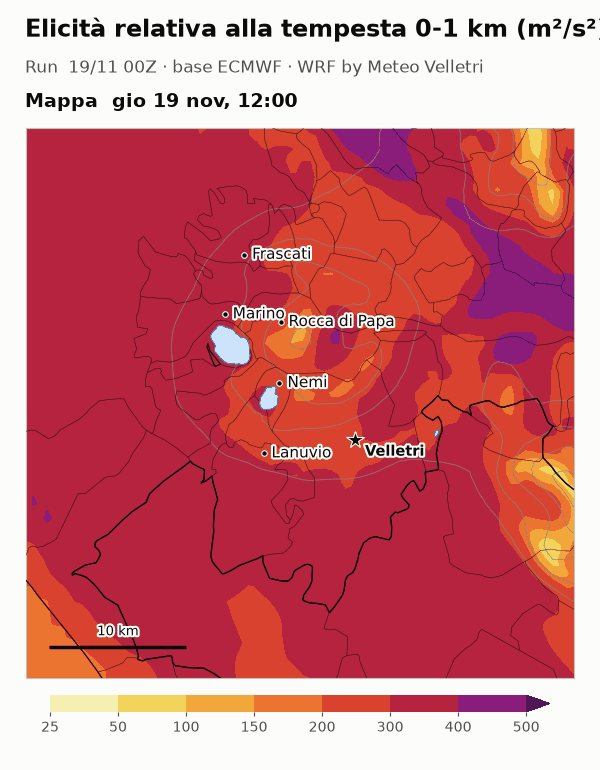 Elicità relativa alla tempesta 0-1 km (m²/s²)
Run  19/11 00Z · base ECMWF · WRF by Meteo Velletri
Mappa  gio 19 nov, 12:00
Frascati
Marino
Rocca di Papa
Nemi
Velletri
Lanuvio
10 km
25 50 100 150 200 300 400 500